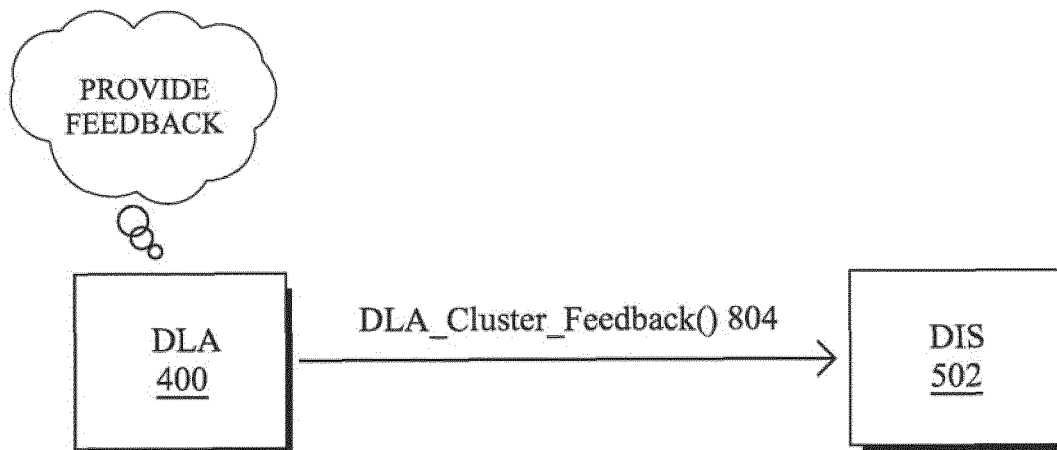 PROVIDE
FEEDBACK
DLA_Cluster_Feedback() 804
DLA
400
DIS
502